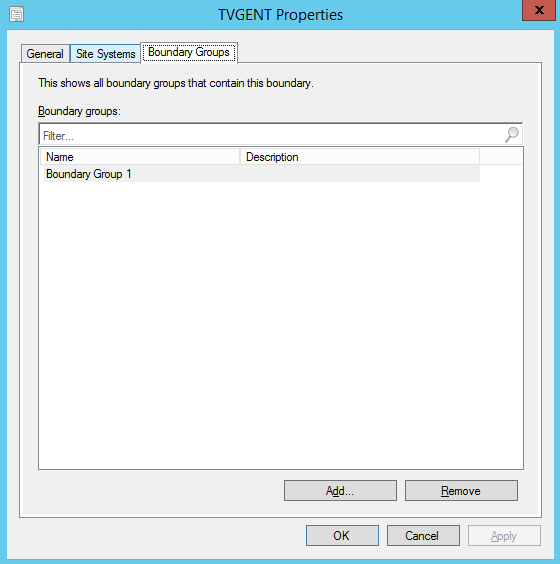 TVGENT Properties
x
General Site Systems Boundary Groups
This shows all boundary groups that contain this boundary.
Boundary groups:
Filter...
Name Description
Boundary Group 1
Add... Remove
OK Cancel Apply